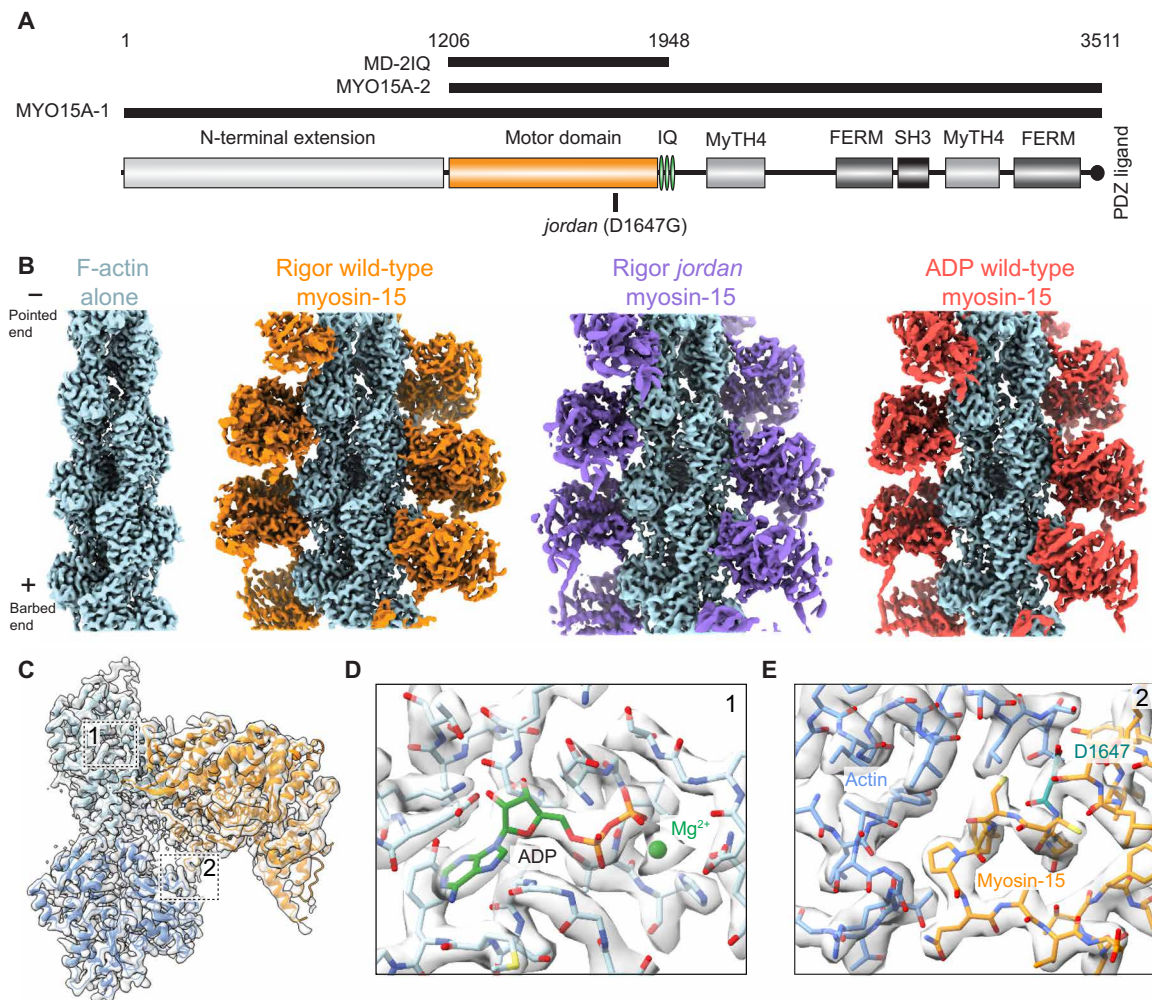 A
1 1206 1948 3511
MD-2IQ
MYO15A-2
MYO15A-1
N-terminal extension Motor domain IQ MyTH4 FERM SH3 MyTH4 FERM
PDZ ligand
jordan (D1647G)
B
F-actin alone
Rigor wild-type myosin-15
Rigor jordan myosin-15
ADP wild-type myosin-15
–
Pointed
end
+
Barbed
end
C
1
2
D
1
ADP
Mg²⁺
E
2
D1647
Actin
Myosin-15